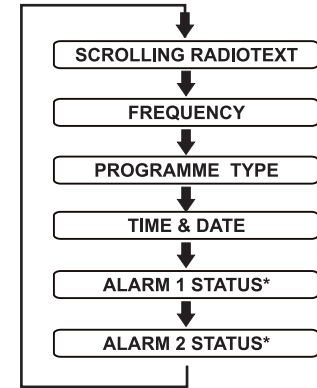 SCROLLING RADIOTEXT
FREQUENCY
PROGRAMME TYPE
TIME & DATE
ALARM 1 STATUS*
ALARM 2 STATUS*